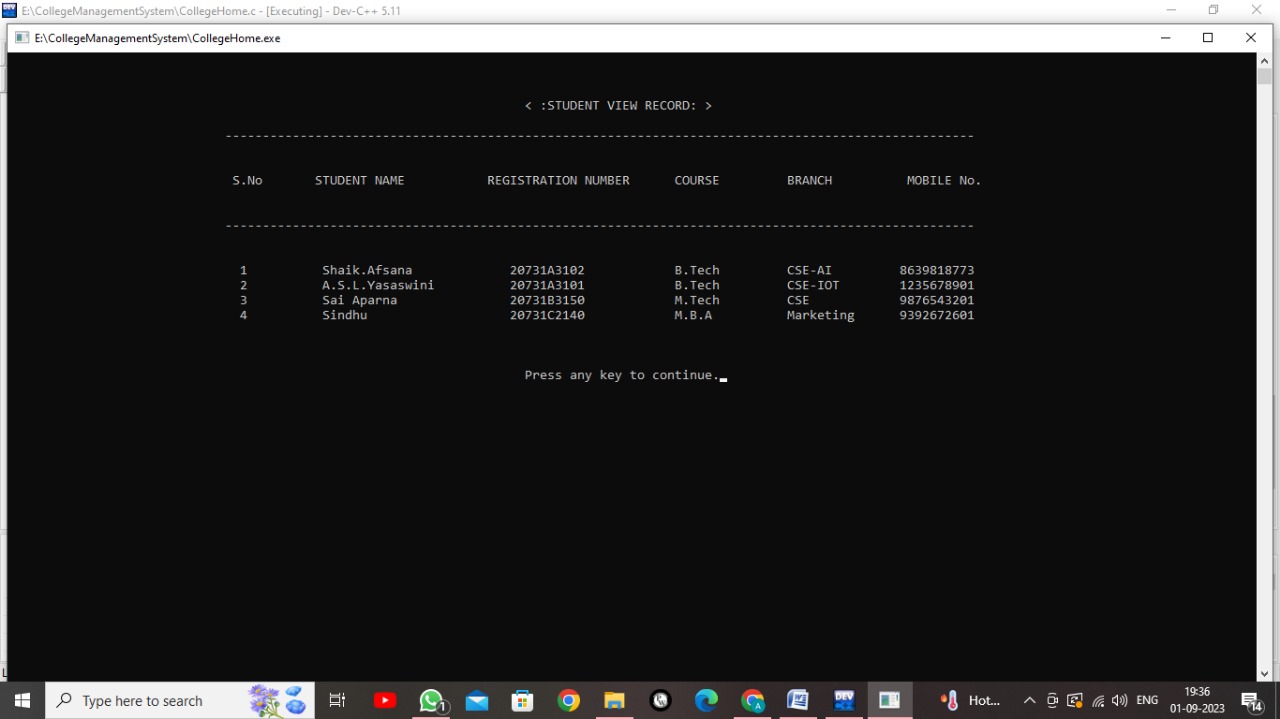 E:\CollegeManagementSystem\CollegeHome.c - [Executing] - Dev-C++ 5.11
E:\CollegeManagementSystem\CollegeHome.exe
< :STUDENT VIEW RECORD: >
----------------------------------------------------------------------------------------------------
S.No STUDENT NAME REGISTRATION NUMBER COURSE BRANCH MOBILE No.
----------------------------------------------------------------------------------------------------
1 Shaik.Afsana 20731A3102 B.Tech CSE-AI 8639818773
2 A.S.L.Yasaswini 20731A3101 B.Tech CSE-IOT 1235678901
3 Sai Aparna 20731B3150 M.Tech CSE 9876543201
4 Sindhu 20731C2140 M.B.A Marketing 9392672601
Press any key to continue.
Type here to search
1
A
DEV
Hot...
ENG
19:36
01-09-2023
14